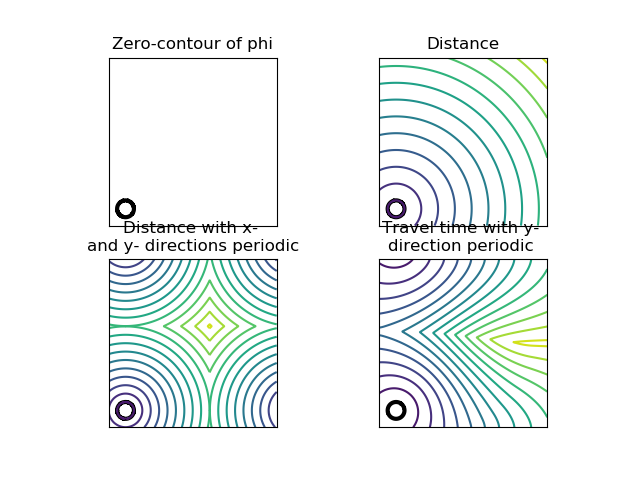 Zero-contour of phi
Distance
Distance with x-
and y- directions periodic
Travel time with y-
direction periodic